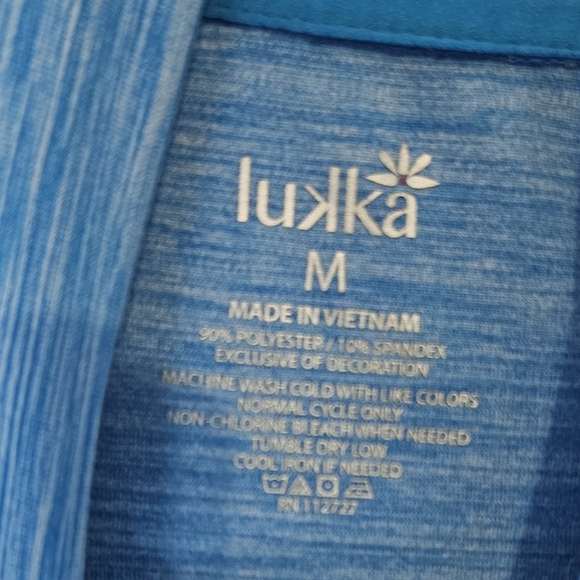 lukka
M
MADE IN VIETNAM
90% POLYESTER / 10% SPANDEX
EXCLUSIVE OF DECORATION
MACHINE WASH COLD WITH LIKE COLORS
NORMAL CYCLE ONLY
NON-CHLORINE BLEACH WHEN NEEDED
TUMBLE DRY LOW
COOL IRON IF NEEDED
RN 112727